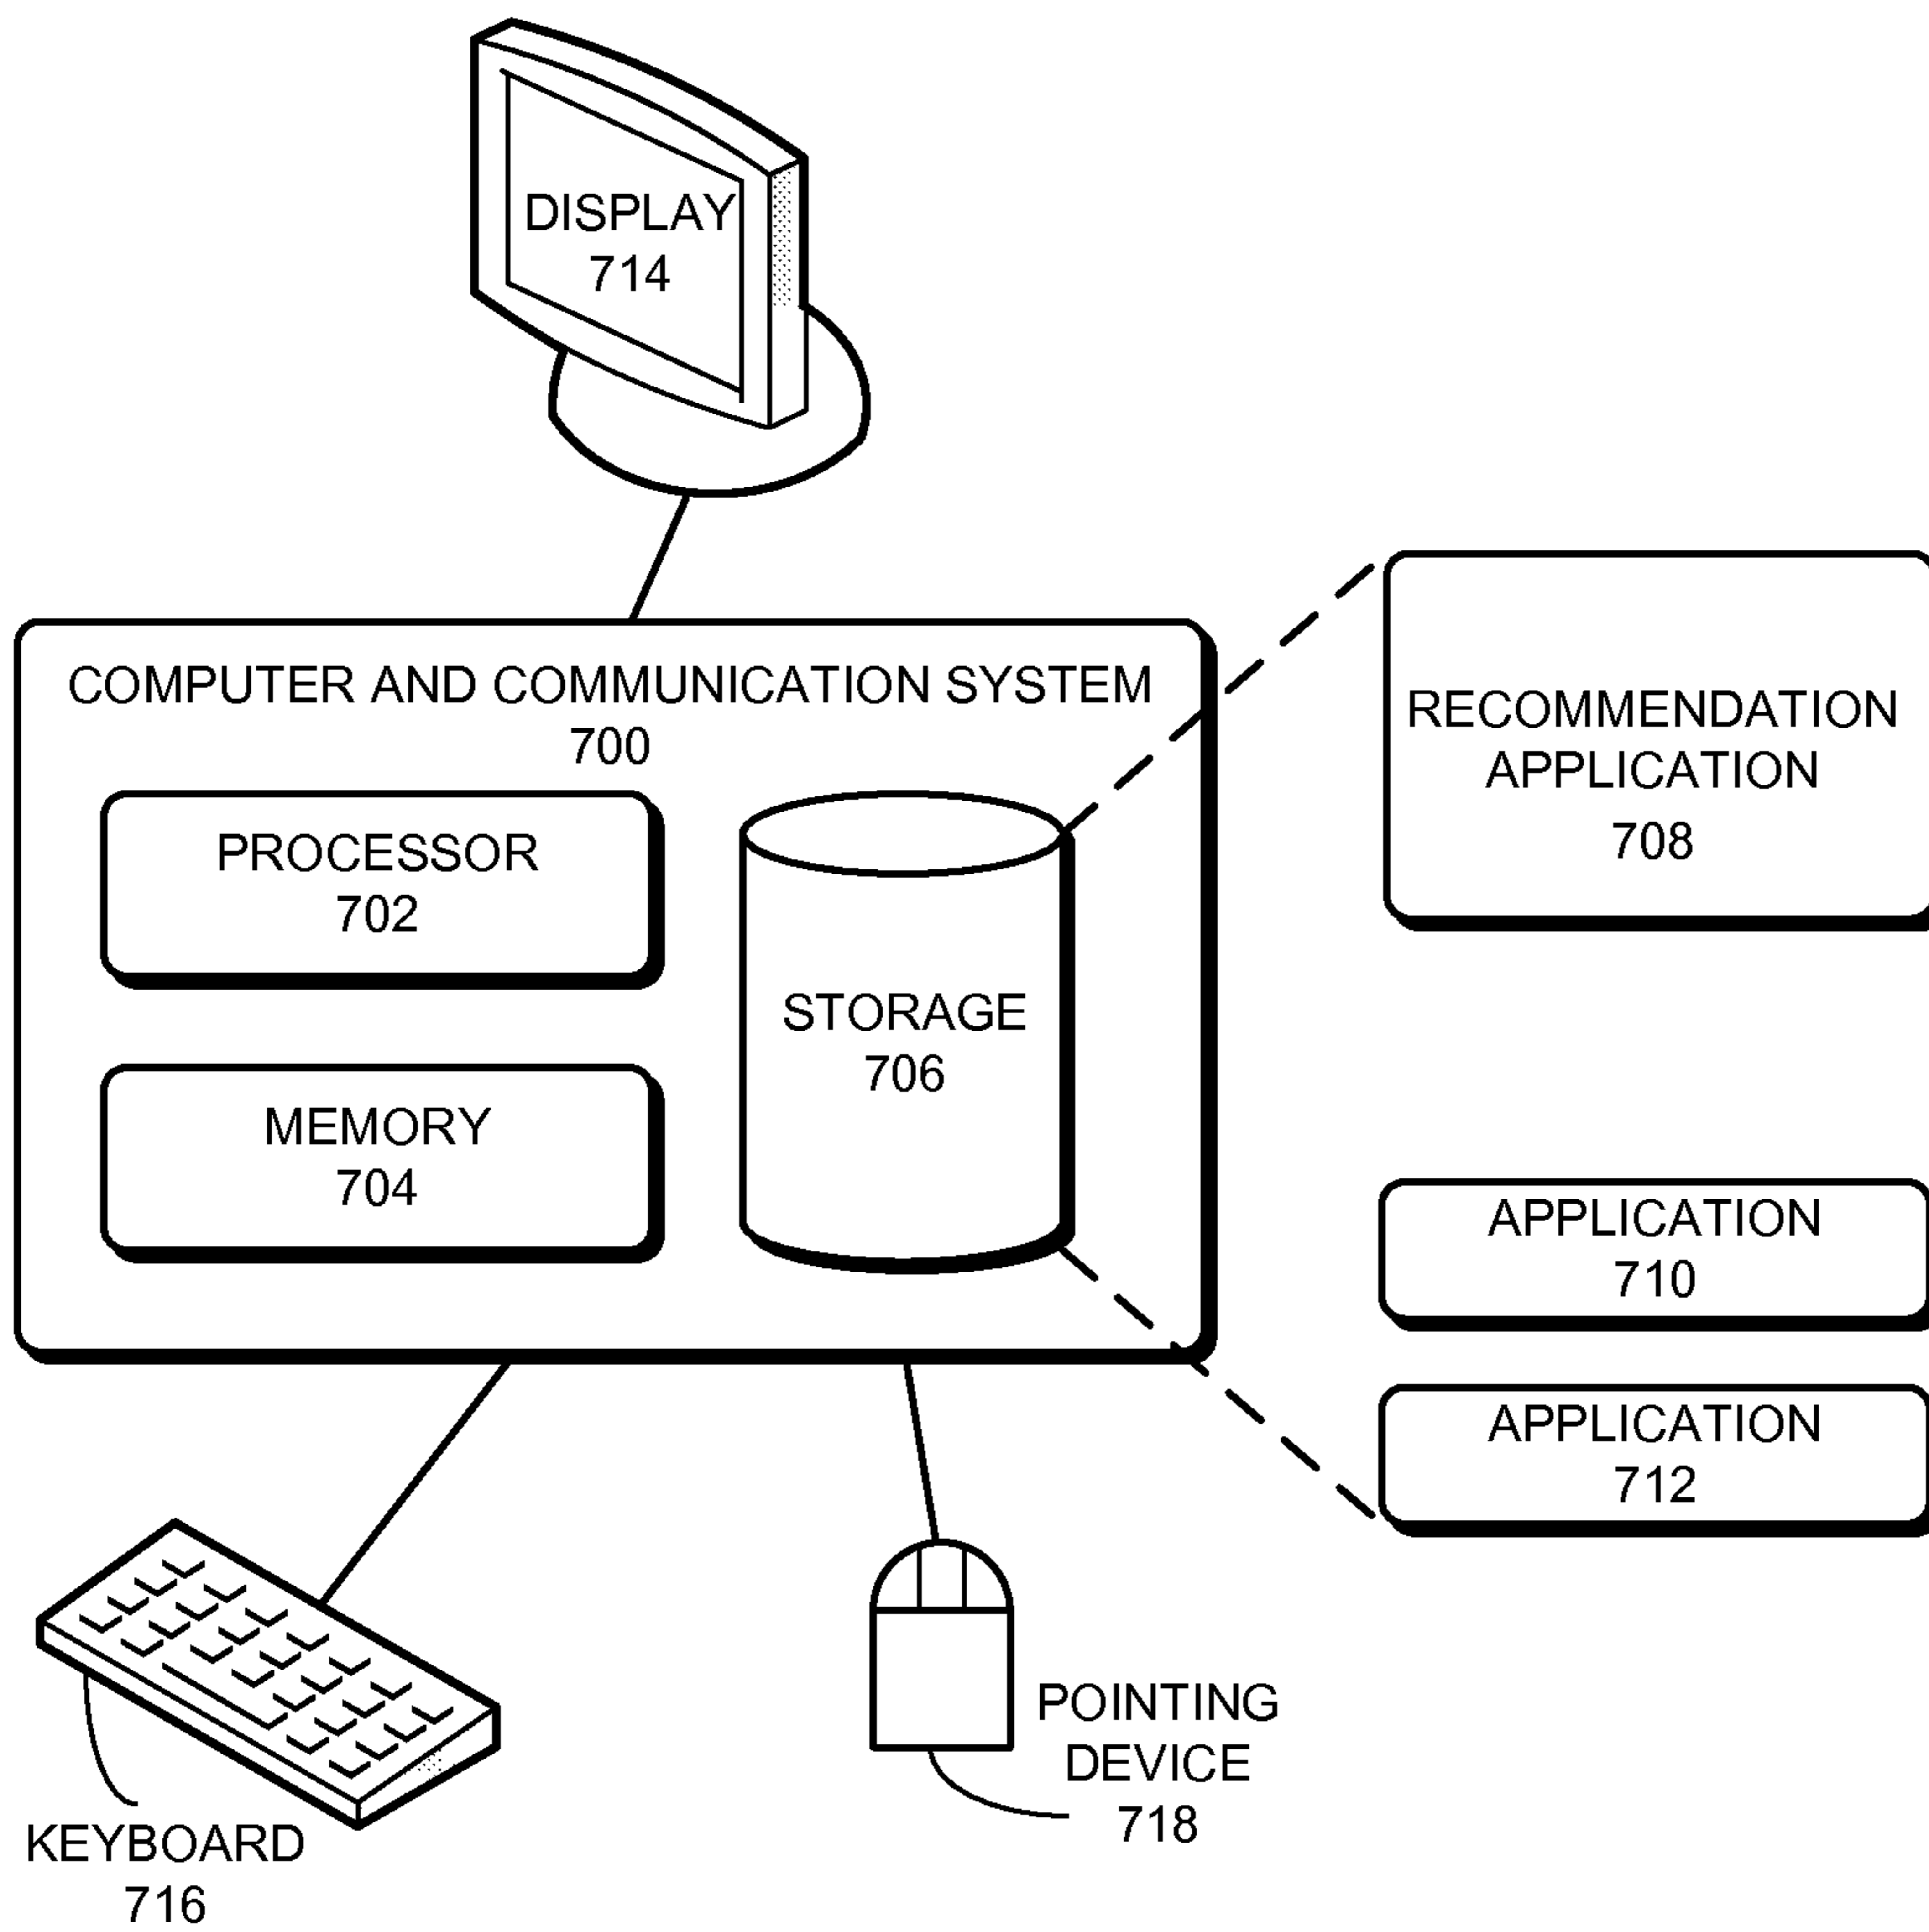 DISPLAY
714
COMPUTER AND COMMUNICATION SYSTEM
700
PROCESSOR
702
MEMORY
704
STORAGE
706
RECOMMENDATION
APPLICATION
708
APPLICATION
710
APPLICATION
712
KEYBOARD
716
POINTING
DEVICE
718